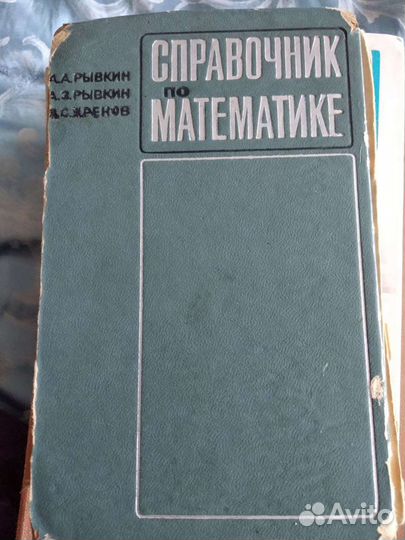 А.А.РЫВКИН
А.З.РЫВКИН
Л.С.ХРЕНОВ
СПРАВОЧНИК
ПО
МАТЕМАТИКЕ
Avito